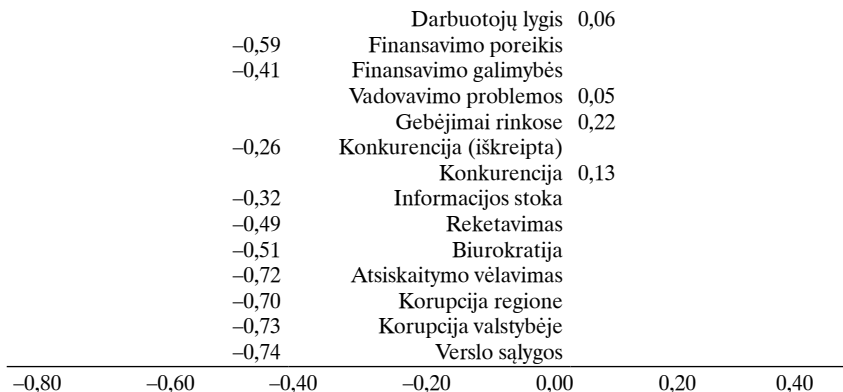 Darbuotojų lygis 0,06
–0,59 Finansavimo poreikis
–0,41 Finansavimo galimybės
Vadovavimo problemos 0,05
Gebėjimai rinkose 0,22
–0,26 Konkurencija (iškreipta)
Konkurencija 0,13
–0,32 Informacijos stoka
–0,49 Reketavimas
–0,51 Biurokratija
–0,72 Atsiskaitymo vėlavimas
–0,70 Korupcija regione
–0,73 Korupcija valstybėje
–0,74 Verslo sąlygos
–0,80 –0,60 –0,40 –0,20 0,00 0,20 0,40